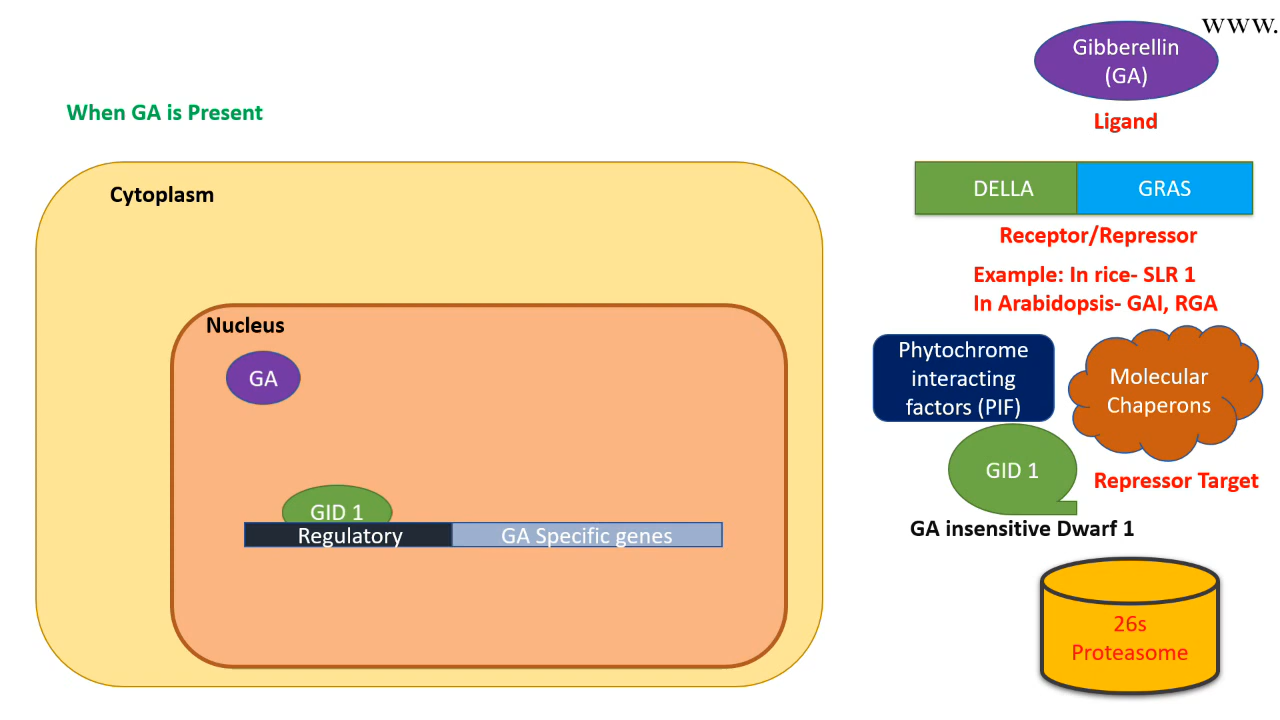 www.
Gibberellin
(GA)
Ligand
When GA is Present
Cytoplasm
DELLA
GRAS
Receptor/Repressor
Example: In rice- SLR 1
In Arabidopsis- GAI, RGA
Nucleus
GA
Phytochrome
interacting
factors (PIF)
Molecular
Chaperons
GID 1
Repressor Target
GA insensitive Dwarf 1
GID 1
Regulatory
GA Specific genes
26s
Proteasome